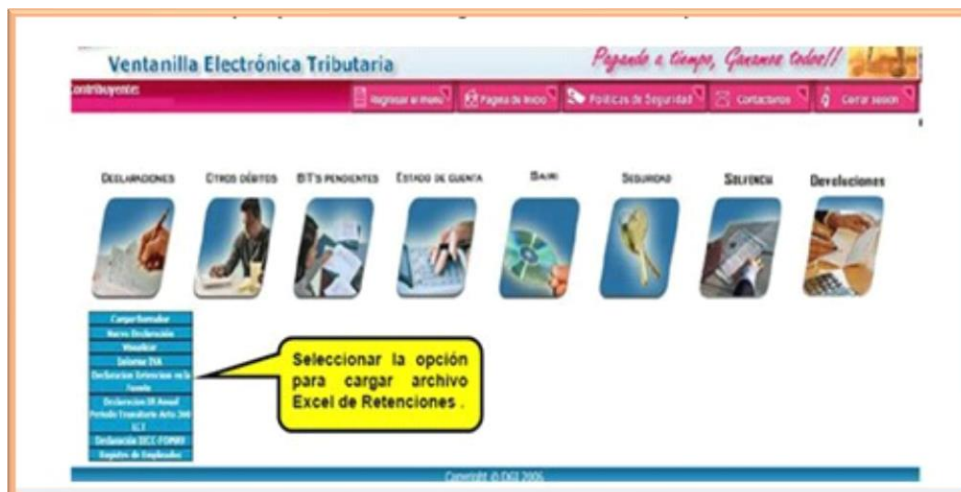 Ventanilla Electrónica Tributaria
Pagando a tiempo, Ganamos todos!!
Contribuyente:
Regresar al menú
Página de Inicio
Políticas de Seguridad
Contáctenos
Cerrar sesión
DECLARACIONES
OTROS DÉBITOS
BIT'S PENDIENTES
ESTADO DE CUENTA
SEGURIDAD
SOLVENCIA
Devoluciones
Cargar Borrador
Nueva Declaración
Visualizar
Informe IVA
Declaracion Retencion en la
Fuente
Declaracion IR Anual
Periodo Transitorio Arto.
LCT
Declaración
Registro de Empleados
Seleccionar la opción
para cargar archivo
Excel de Retenciones .
Copyright © DGI 2006